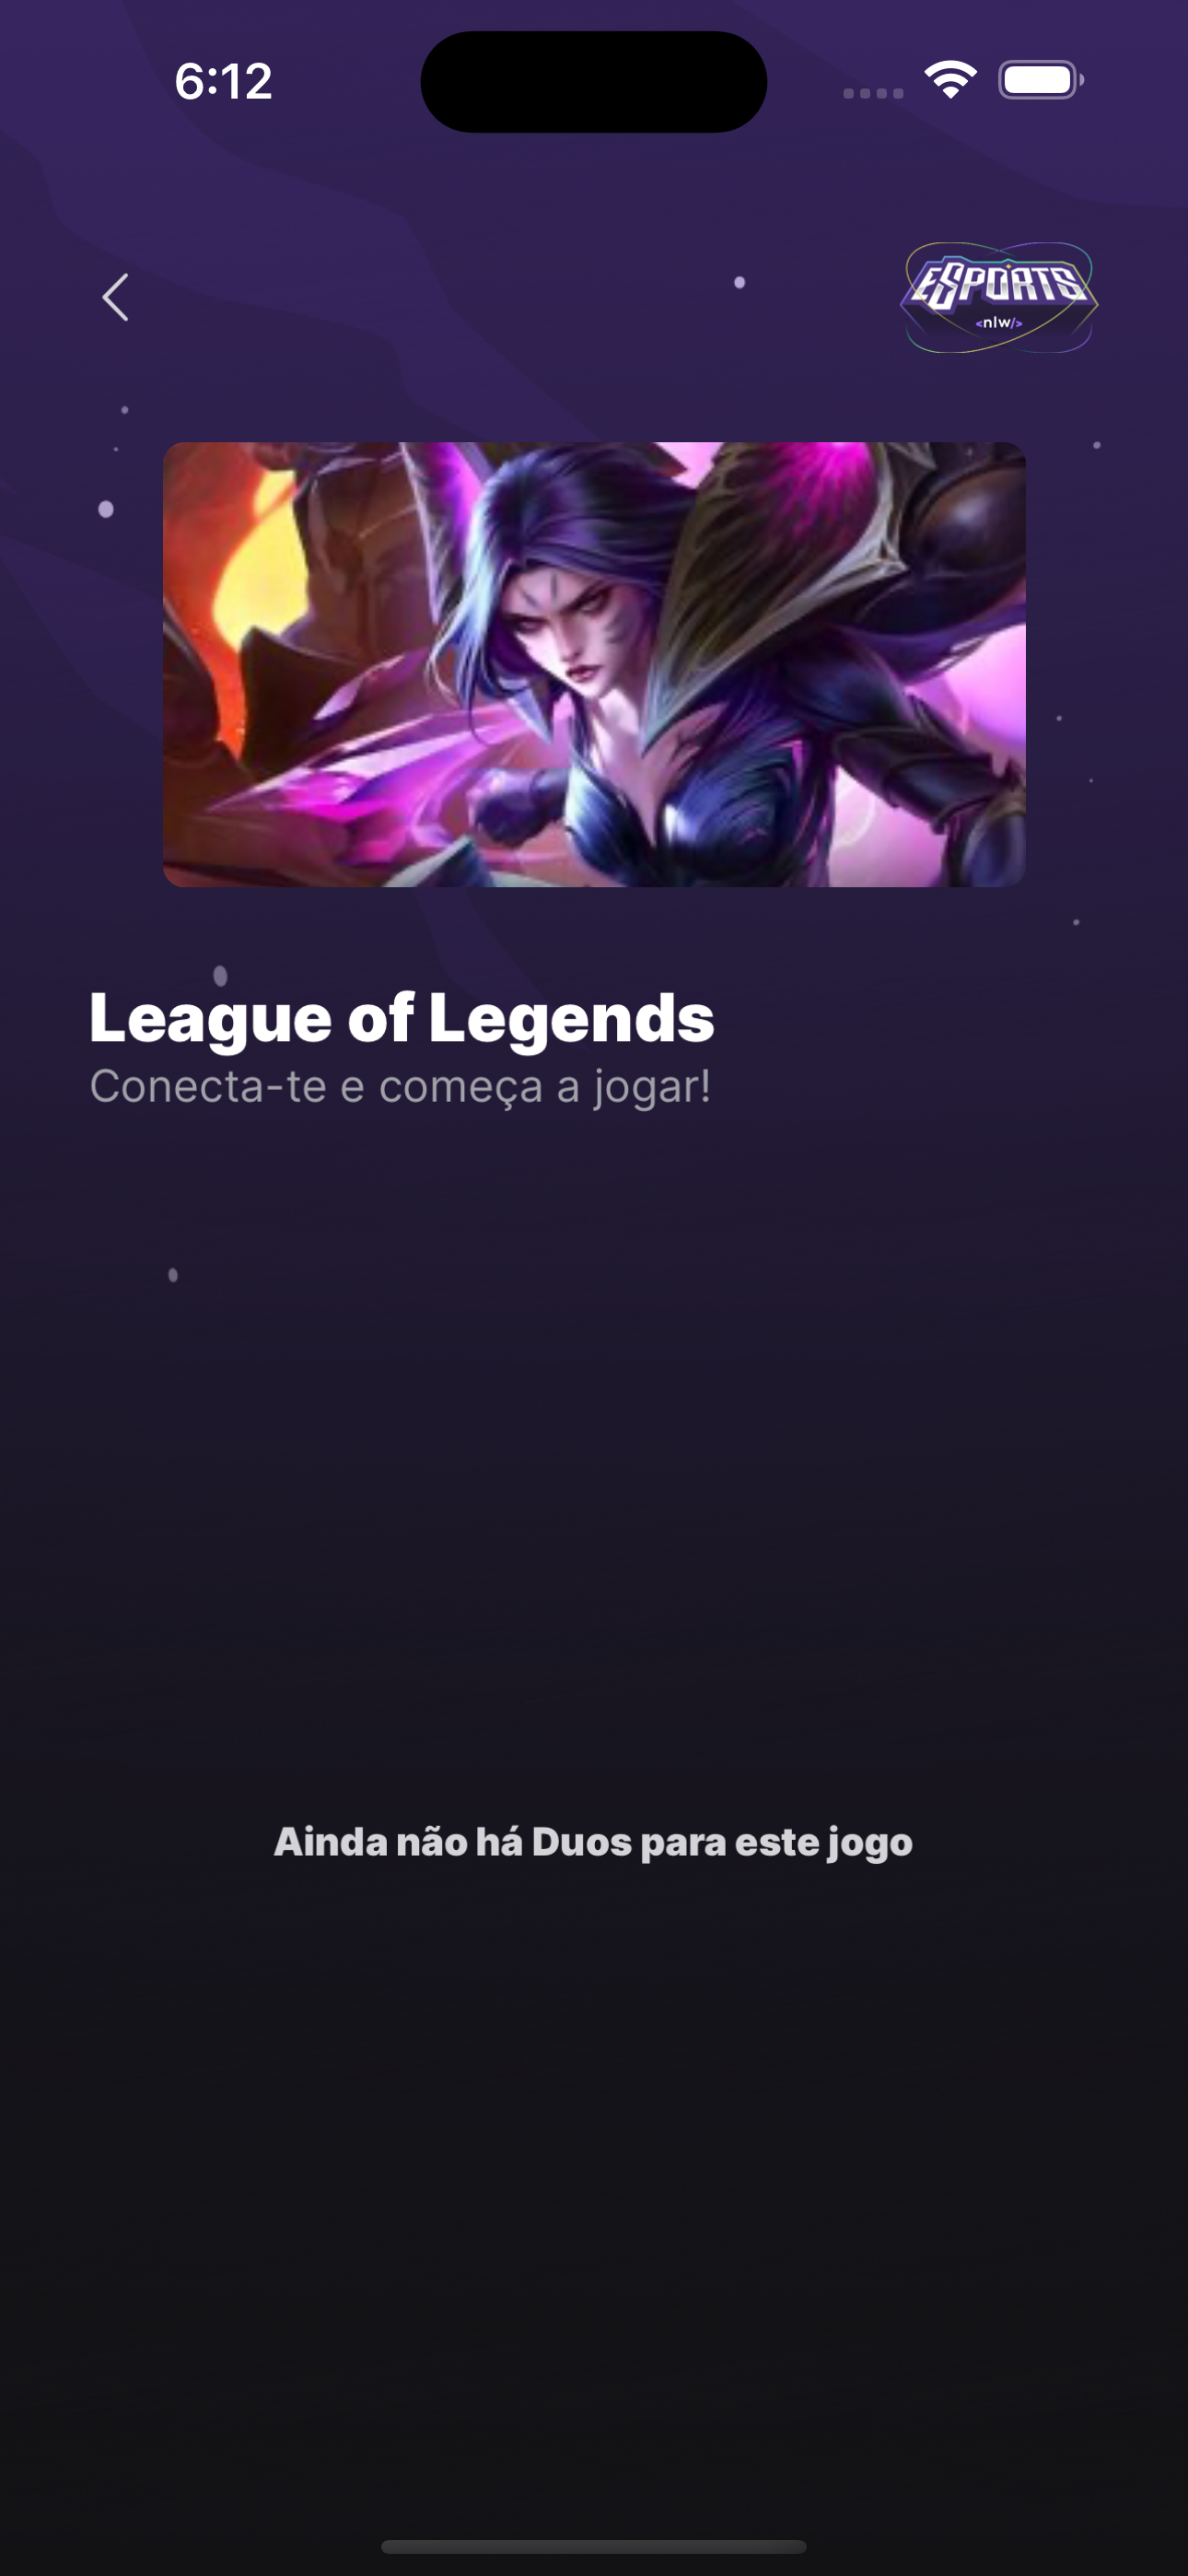 6:12
ESPORTS
<nlw/>
League of Legends
Conecta-te e começa a jogar!
Ainda não há Duos para este jogo